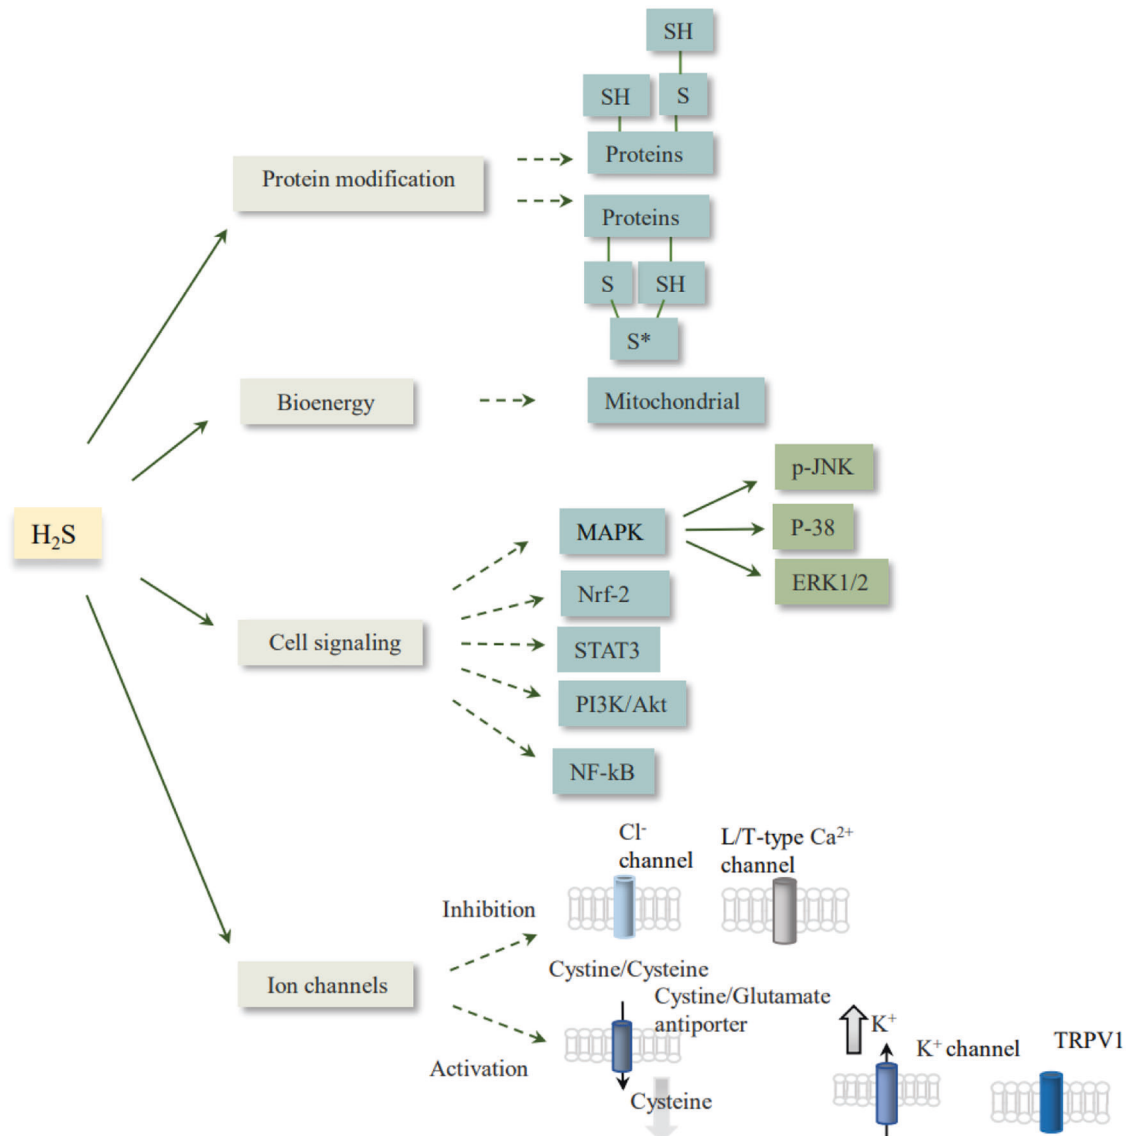 SH
SH
S
Proteins
Protein modification
Proteins
S
SH
S*
Bioenergy
Mitochondrial
p-JNK
H₂S
MAPK
P-38
Nrf-2
ERK1/2
Cell signaling
STAT3
PI3K/Akt
NF-kB
Cl⁻
channel
L/T-type Ca²⁺
channel
Inhibition
Ion channels
Cystine/Cysteine
Cystine/Glutamate
antiporter
Activation
Cysteine
K⁺
K⁺ channel
TRPV1